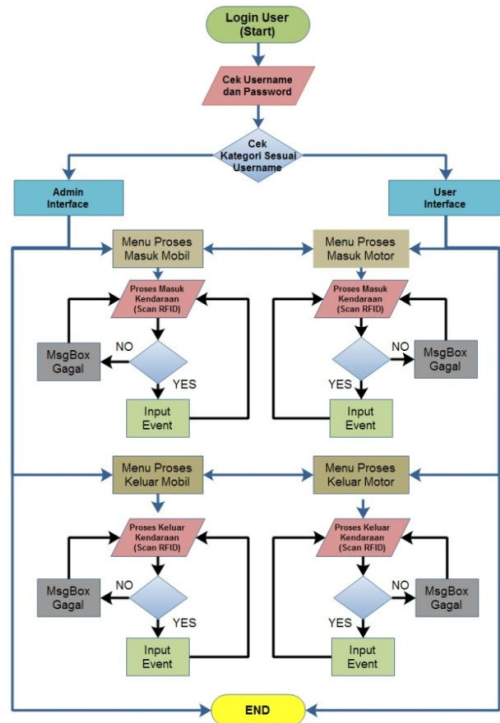 Login User
(Start)
Cek Username
dan Password
Cek
Kategori Sesuai
Username
Admin
Interface
User
Interface
Menu Proses
Masuk Mobil
Menu Proses
Masuk Motor
Proses Masuk
Kendaraan
(Scan RFID)
Proses Masuk
Kendaraan
(Scan RFID)
MsgBox
Gagal
NO
NO
MsgBox
Gagal
YES
YES
Input
Event
Input
Event
Menu Proses
Keluar Mobil
Menu Proses
Keluar Motor
Proses Keluar
Kendaraan
(Scan RFID)
Proses Keluar
Kendaraan
(Scan RFID)
MsgBox
Gagal
NO
NO
MsgBox
Gagal
YES
YES
Input
Event
Input
Event
END